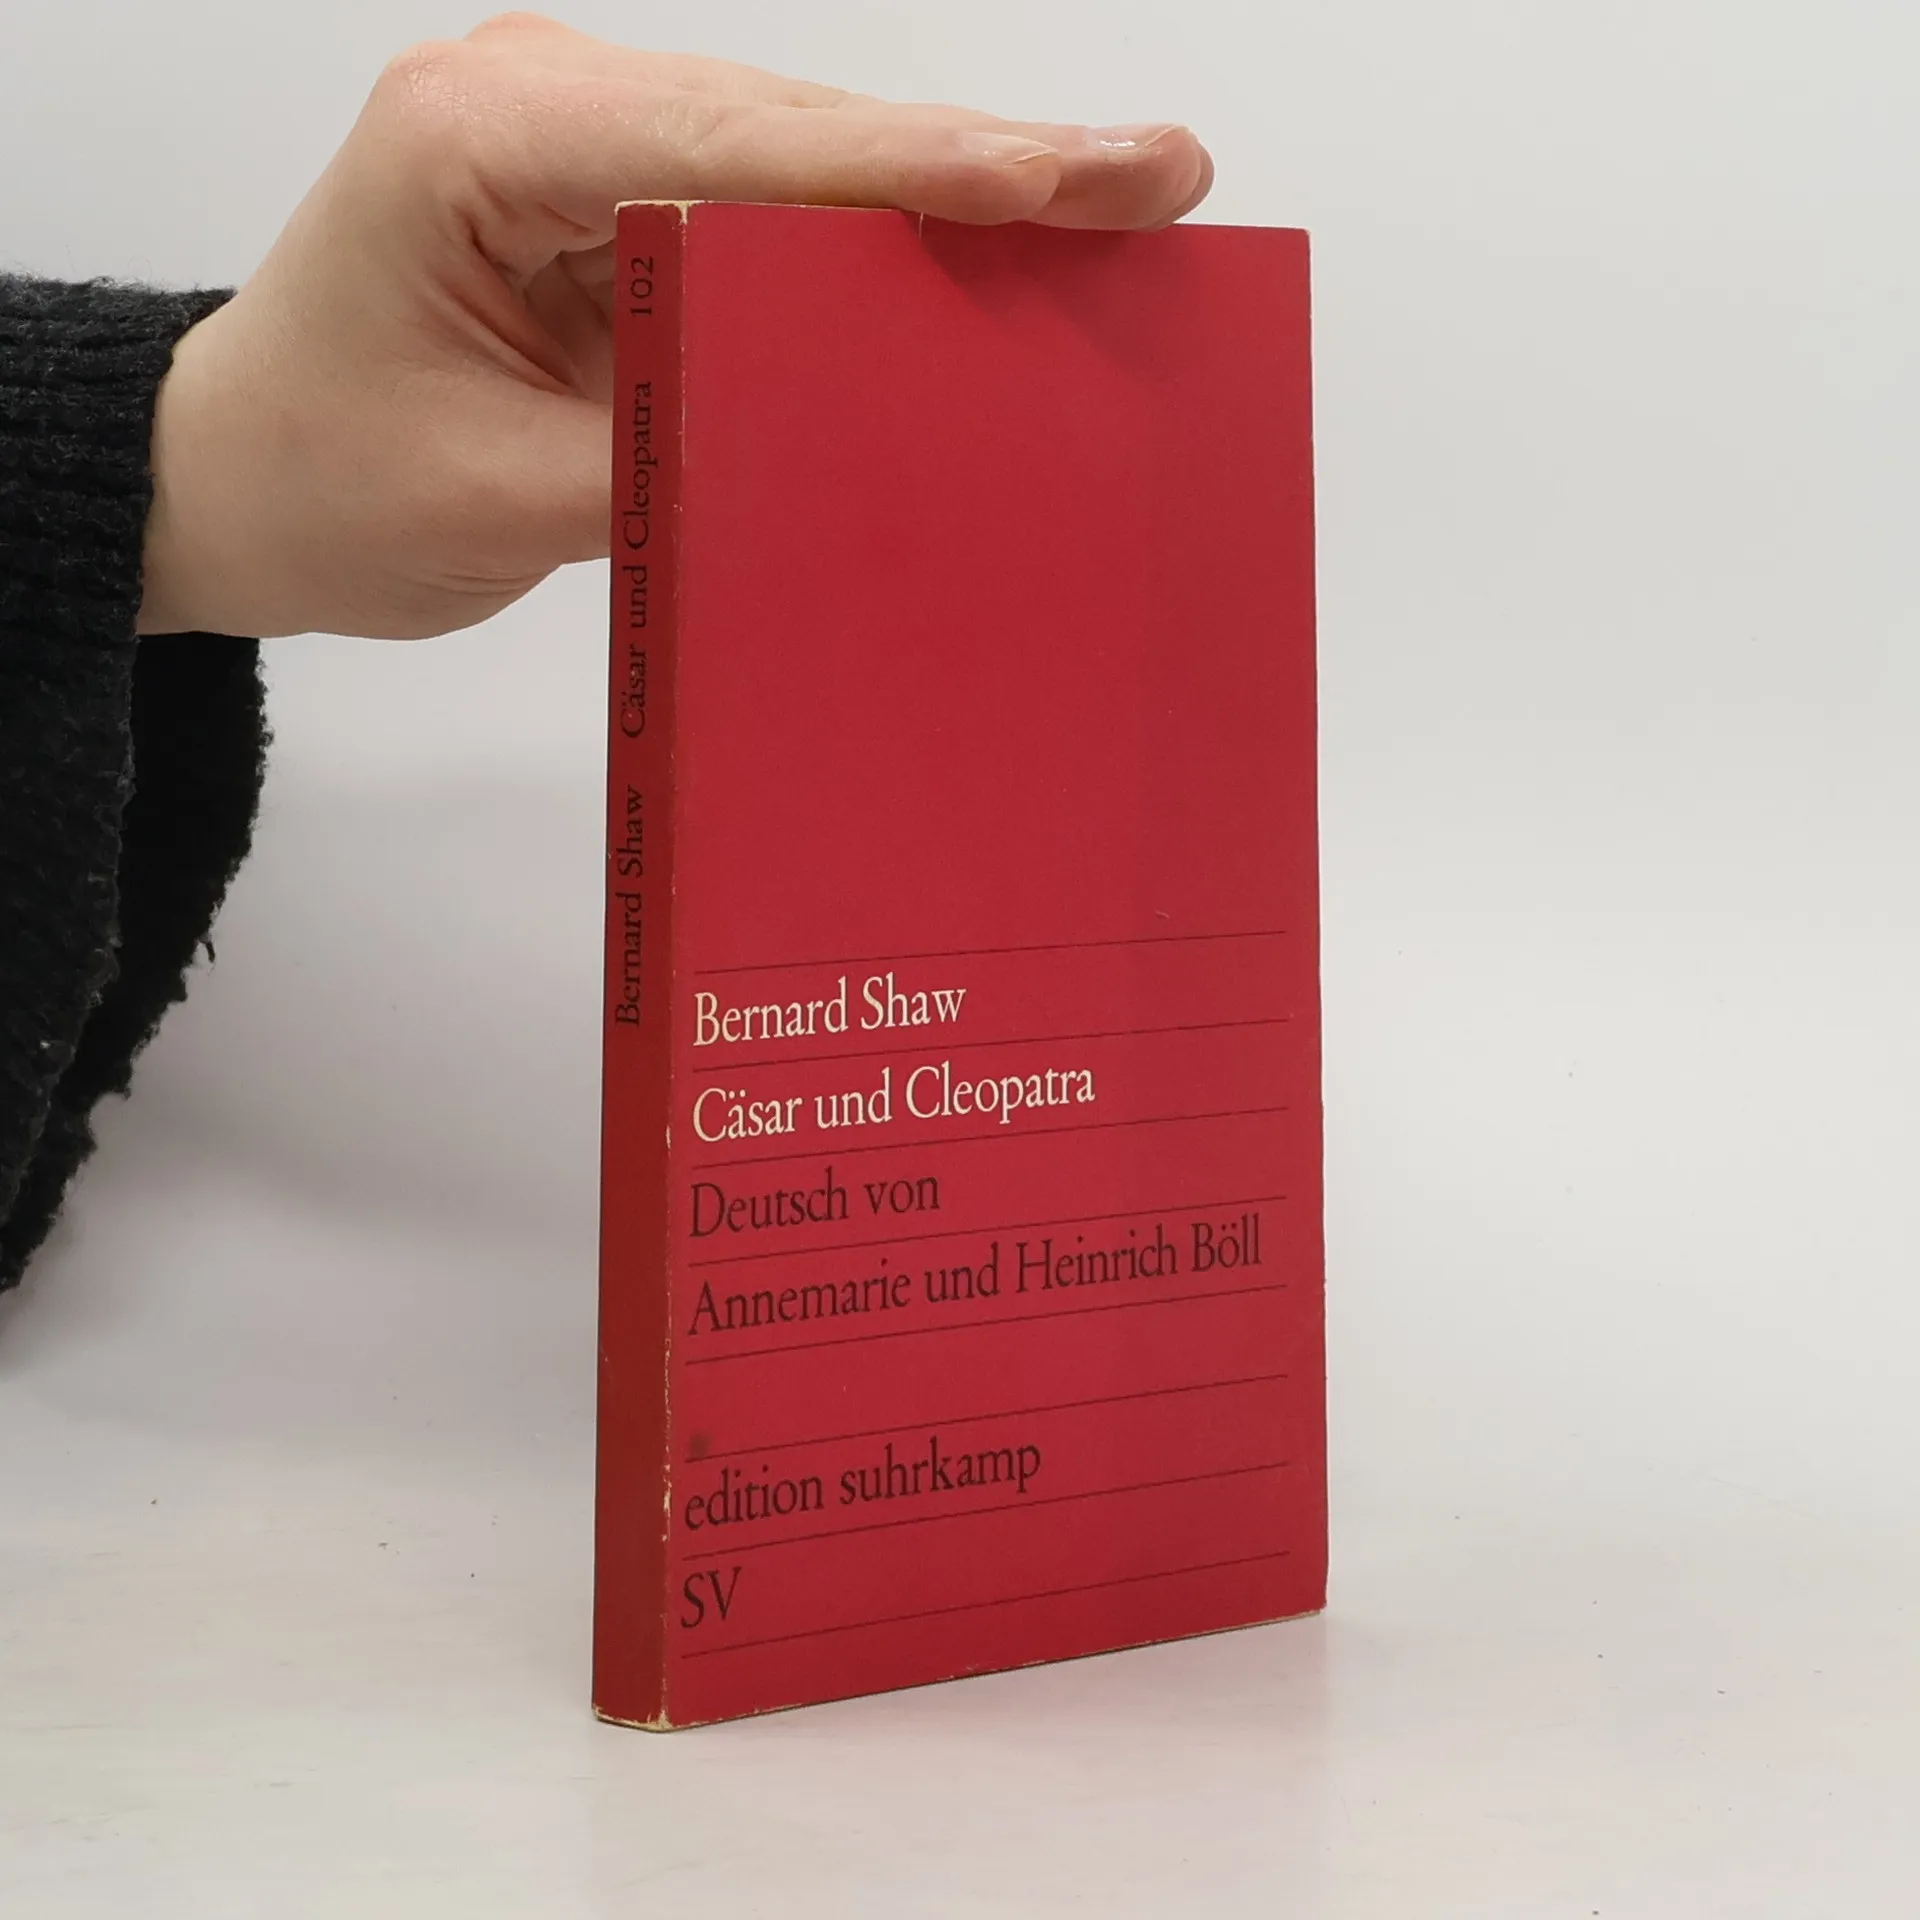 Bernard Shaw Cäsar und Cleopatra 102
Bernard Shaw
Cäsar und Cleopatra
Deutsch von
Annemarie und Heinrich Böll
edition suhrkamp
SV